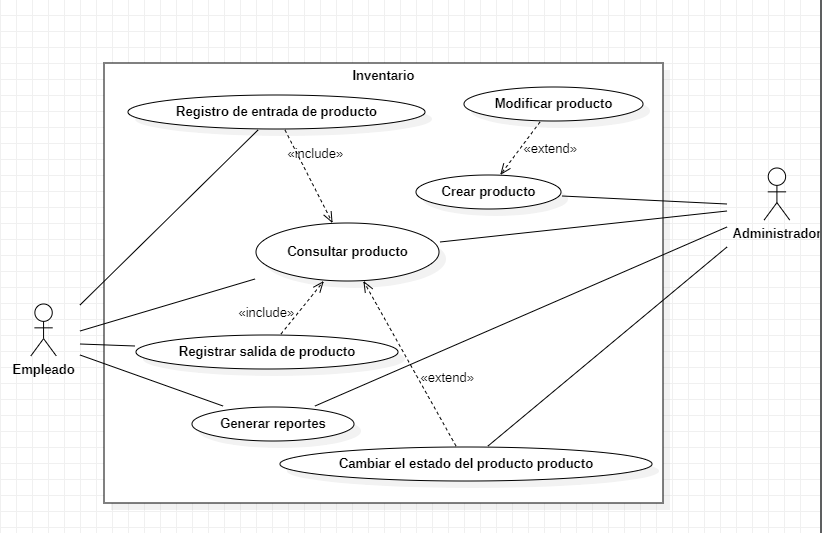 Inventario
Registro de entrada de producto
Modificar producto
«include»
«extend»
Crear producto
Administrador
Consultar producto
«include»
Registrar salida de producto
Empleado
«extend»
Generar reportes
Cambiar el estado del producto producto